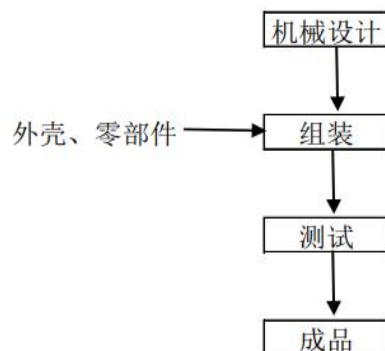 机械设计
外壳、零部件
组装
测试
成品